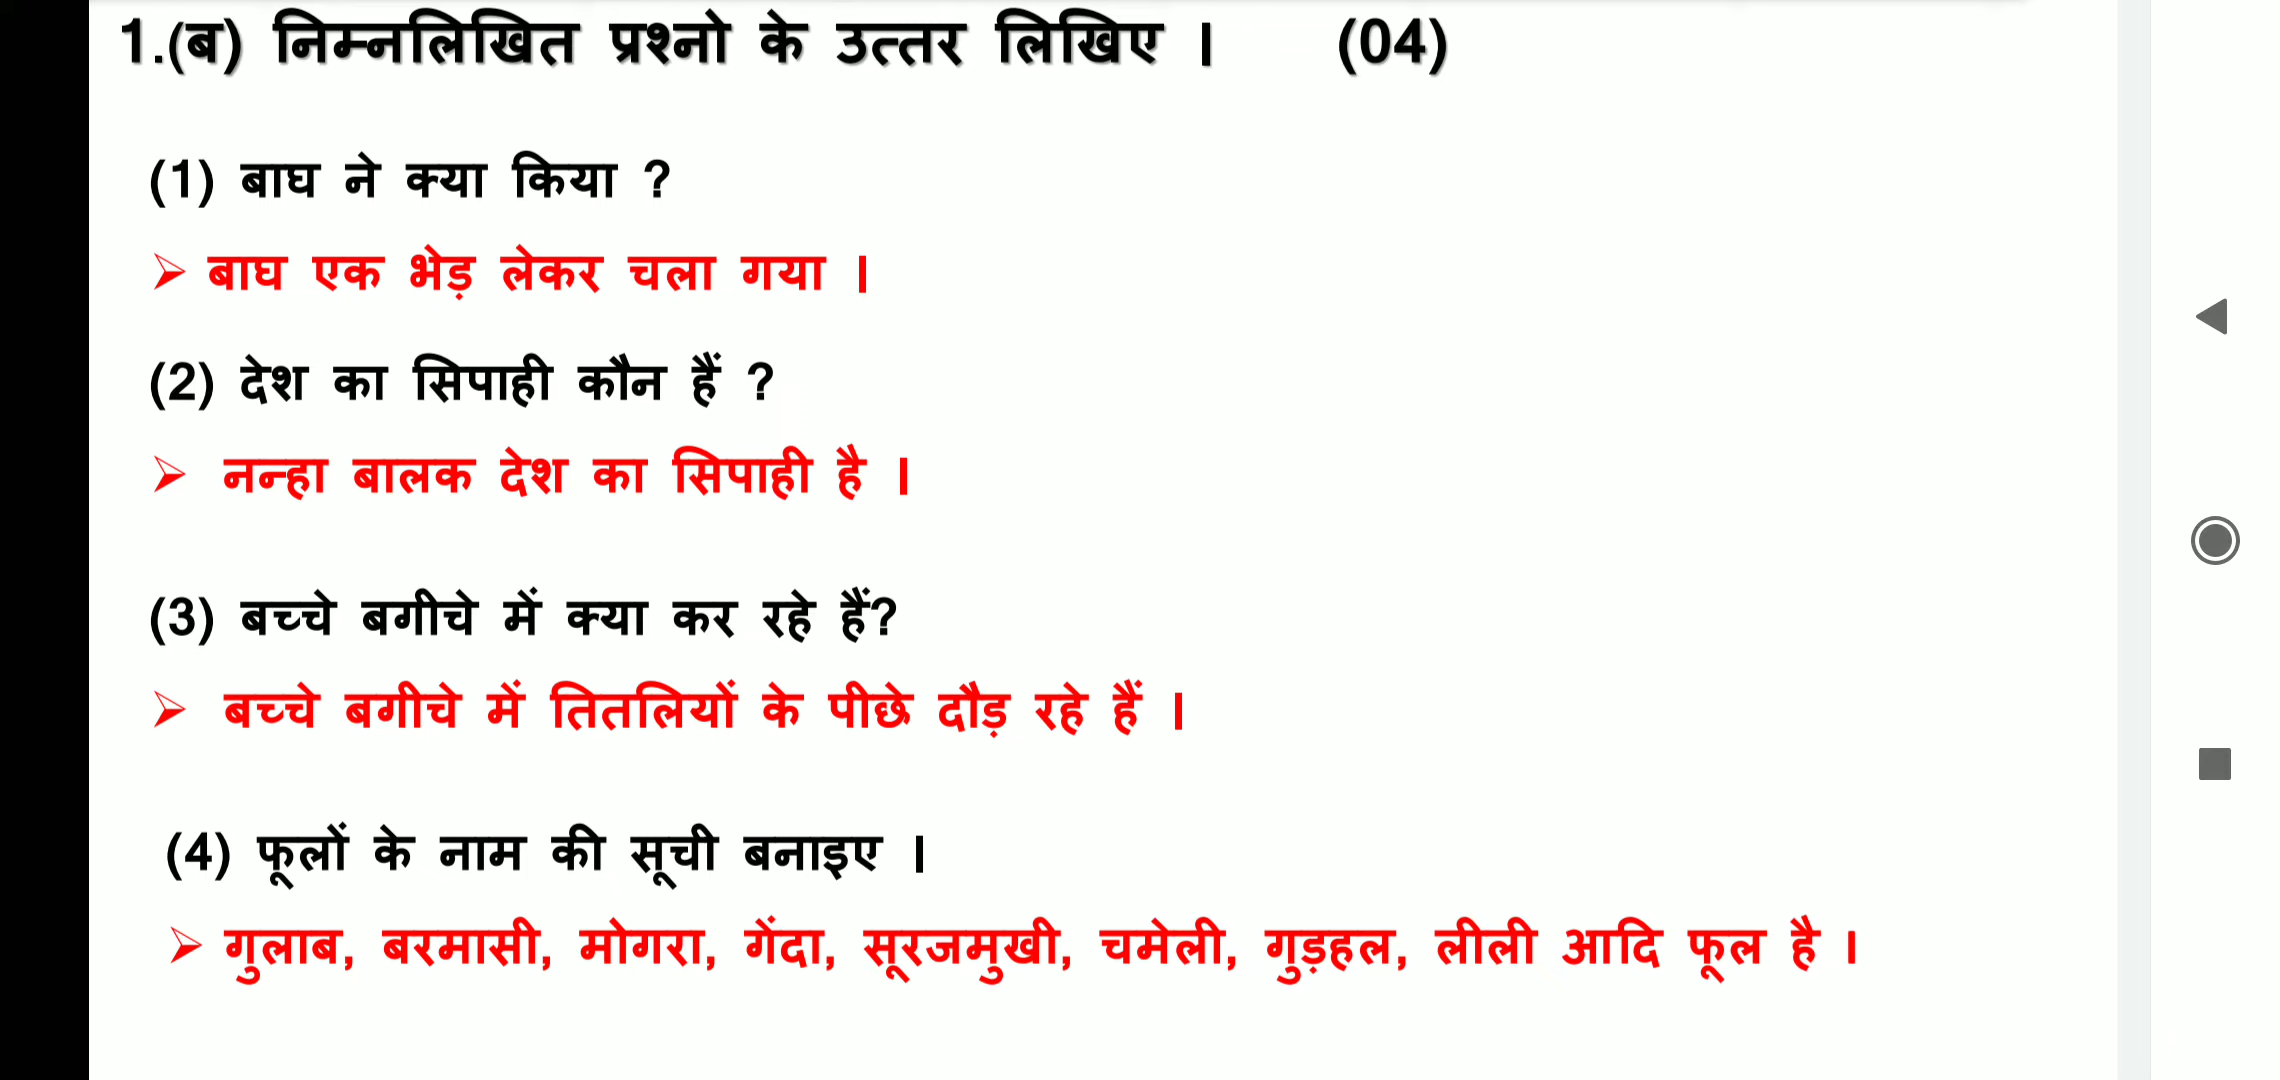 1.(ब) निम्नलिखित प्रश्नो के उत्तर लिखिए । (04)
(1) बाघ ने क्या किया ?
➢ बाघ एक भेड़ लेकर चला गया ।
(2) देश का सिपाही कौन हैं ?
➢ नन्हा बालक देश का सिपाही है ।
(3) बच्चे बगीचे में क्या कर रहे हैं?
➢ बच्चे बगीचे में तितलियों के पीछे दौड़ रहे हैं ।
(4) फूलों के नाम की सूची बनाइए ।
➢ गुलाब, बरमासी, मोगरा, गेंदा, सूरजमुखी, चमेली, गुड़हल, लीली आदि फूल है ।